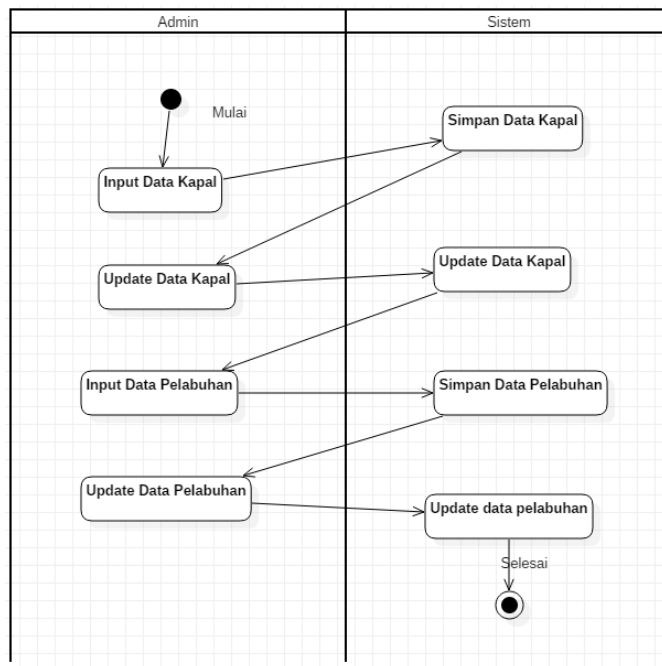 Admin
Sistem
Mulai
Simpan Data Kapal
Input Data Kapal
Update Data Kapal
Update Data Kapal
Input Data Pelabuhan
Simpan Data Pelabuhan
Update Data Pelabuhan
Update data pelabuhan
Selesai